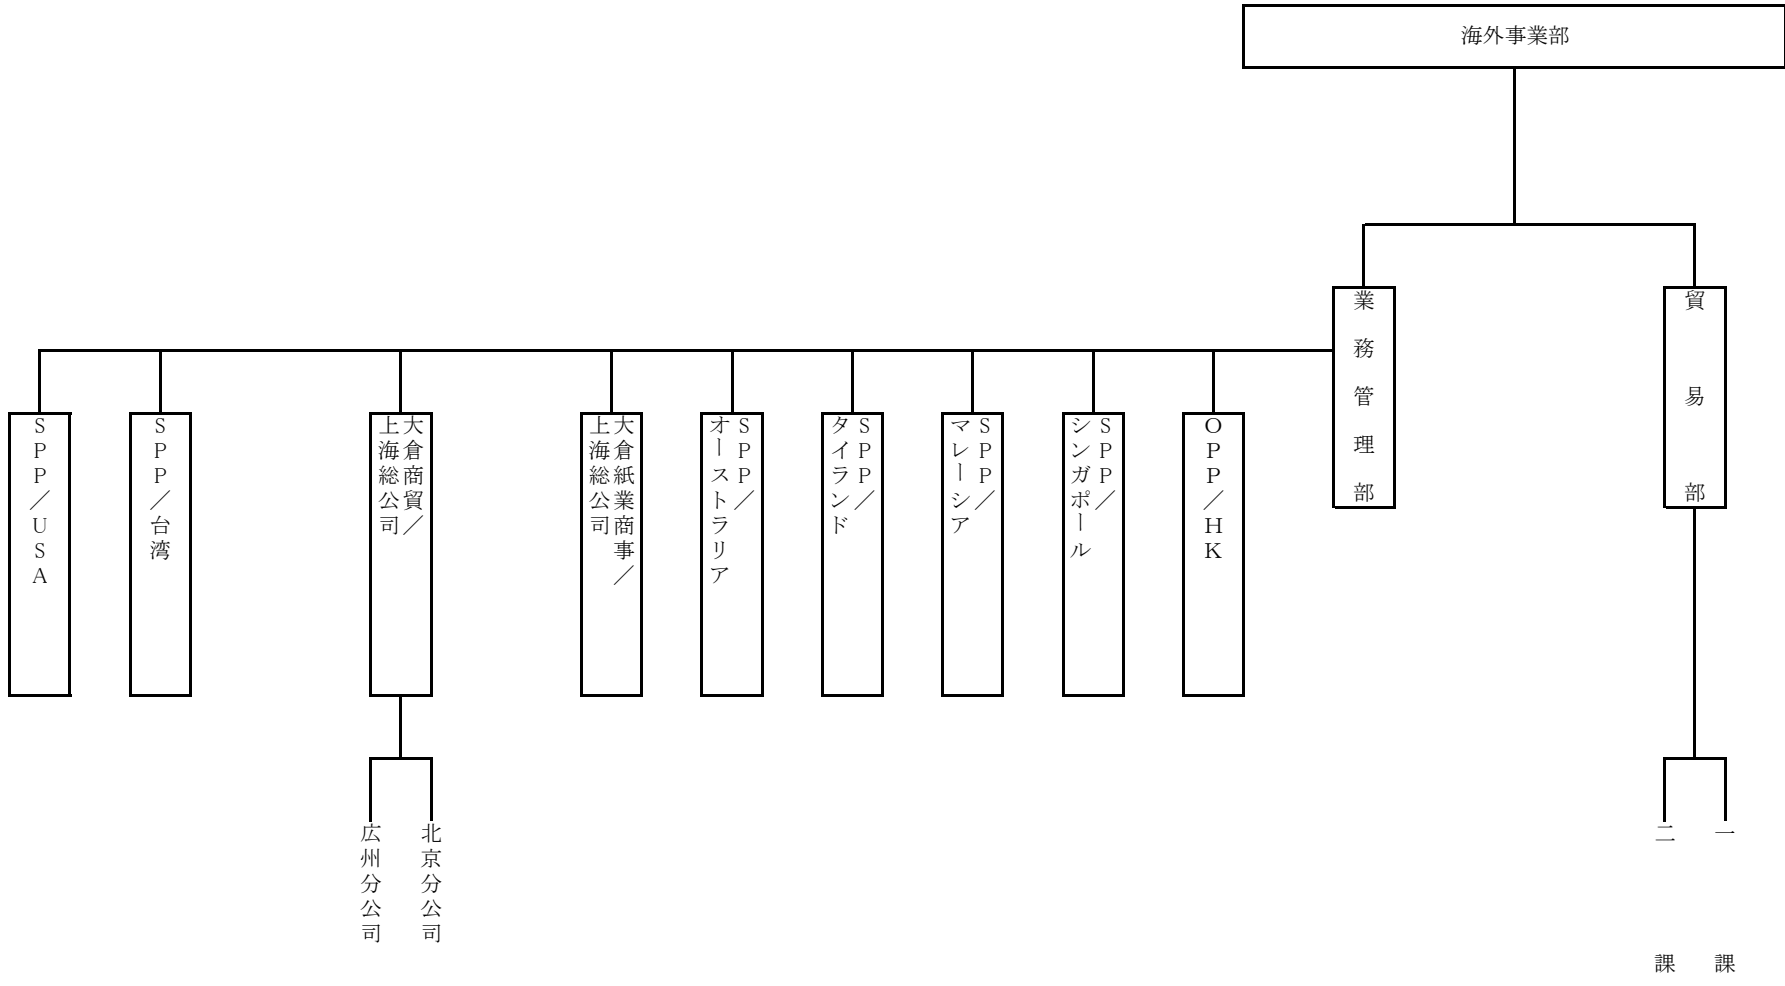 海外事業部
貿易部
業務管理部
OPP／HK
SPP／
シンガポール
SPP／
マレーシア
SPP／
タイランド
SPP／
オーストラリア
大倉紙業商事／
上海総公司
大倉商貿／
上海総公司
SPP／台湾
SPP／USA
一課
二課
北京分公司
広州分公司